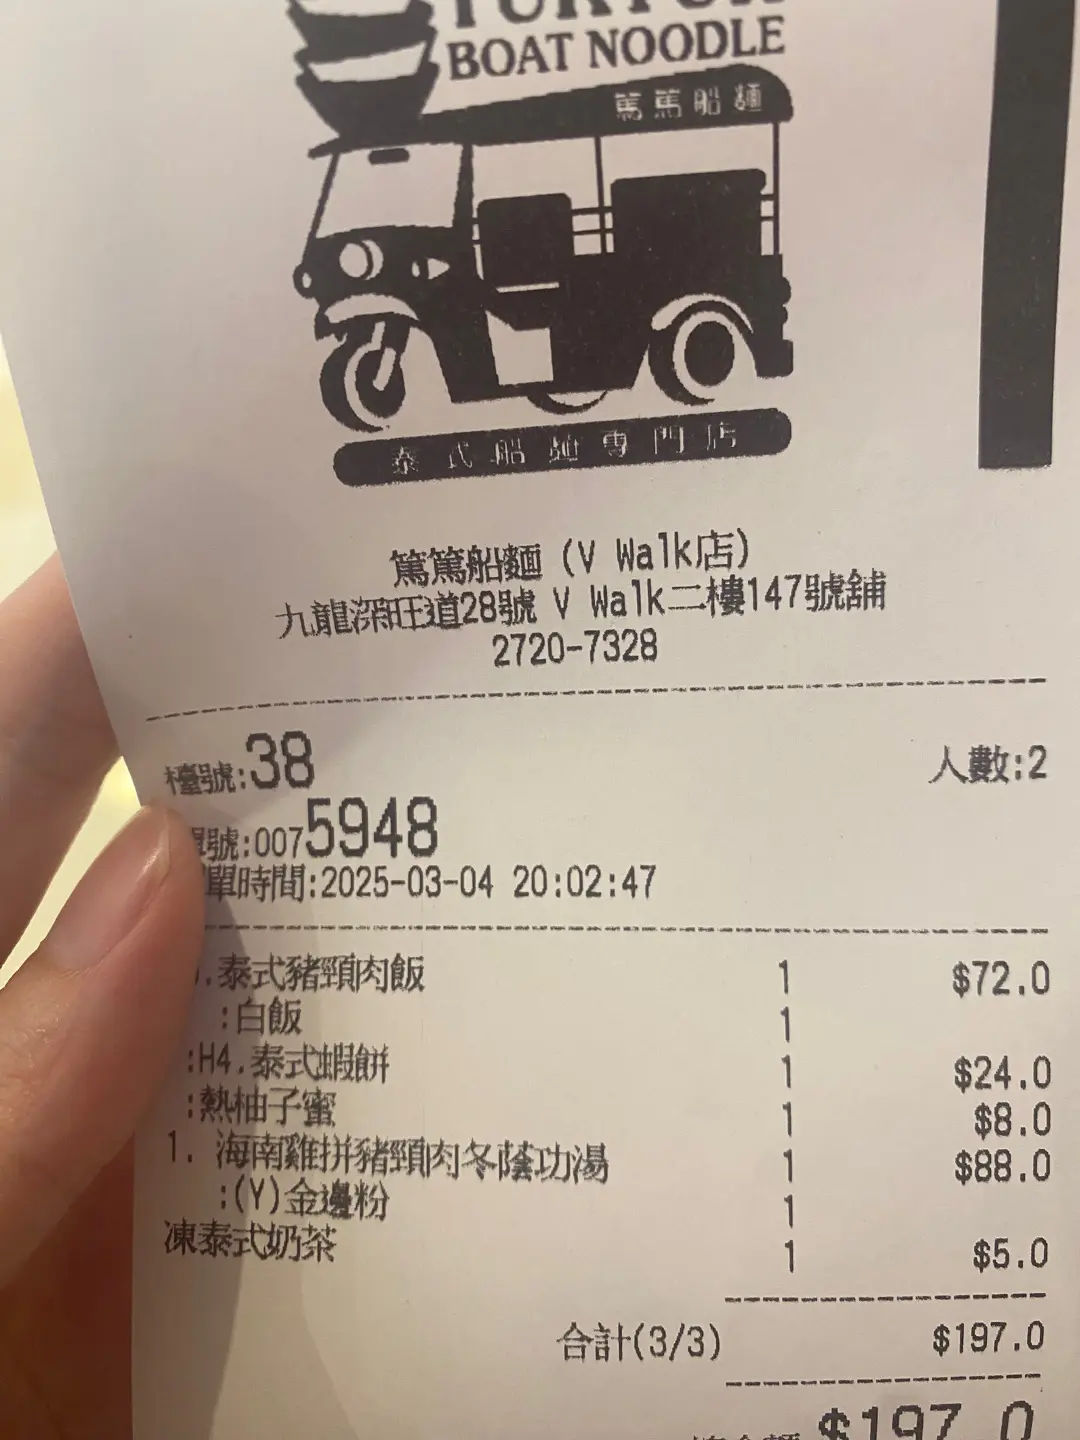 BOAT NOODLE
篤篤船麵
泰式船麵專門店
篤篤船麵 (V Walk店)
九龍深旺道28號 V Walk二樓147號舖
2720-7328
檯號:38 人數:2
單號:0075948
單時間:2025-03-04 20:02:47
.泰式豬頸肉飯 1 $72.0
:白飯 1
:H4.泰式蝦餅 1 $24.0
:熱柚子蜜 1 $8.0
1. 海南雞拼豬頸肉冬蔭功湯 1 $88.0
:(Y)金邊粉 1
凍泰式奶茶 1 $5.0
合計(3/3) $197.0
$197.0